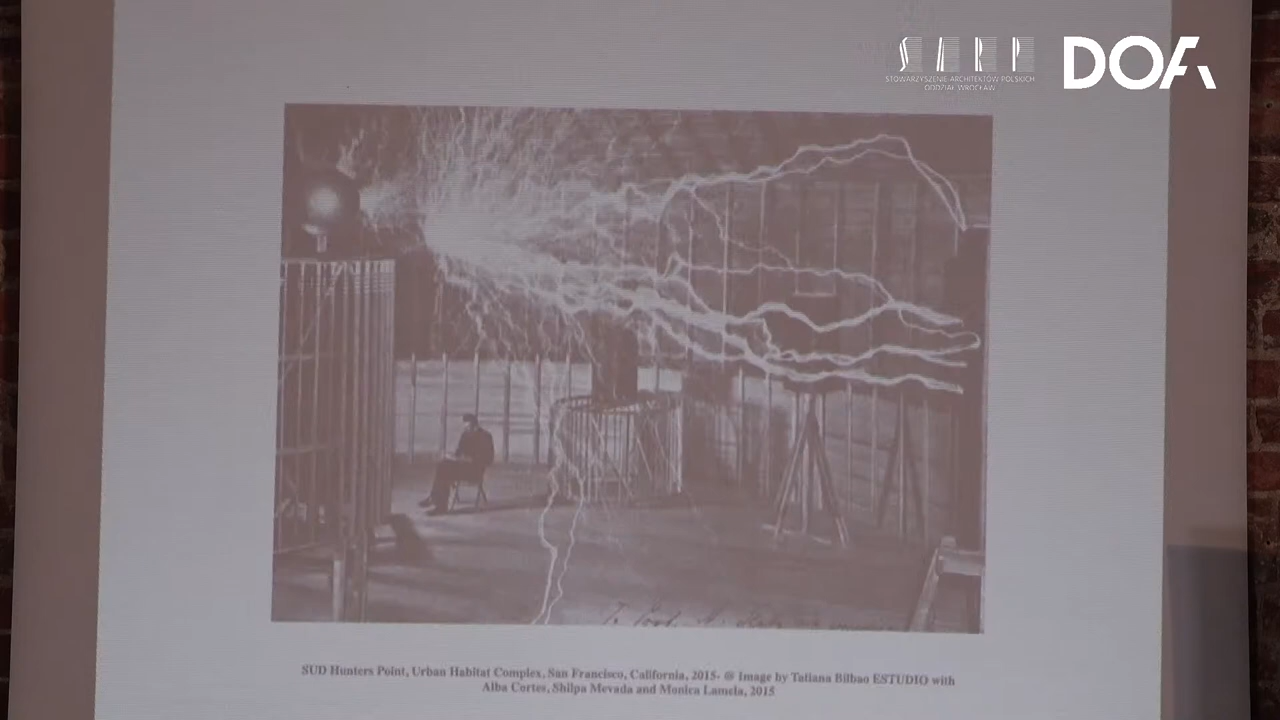 SARP
STOWARZYSZENIE ARCHITEKTÓW POLSKICH
ODDZIAŁ WROCŁAW
DOFA
SUD Hunters Point, Urban Habitat Complex, San Francisco, California, 2015- @ Image by Tatiana Bilbao ESTUDIO with
Alba Cortes, Shilpa Mevada and Monica Lamela, 2015